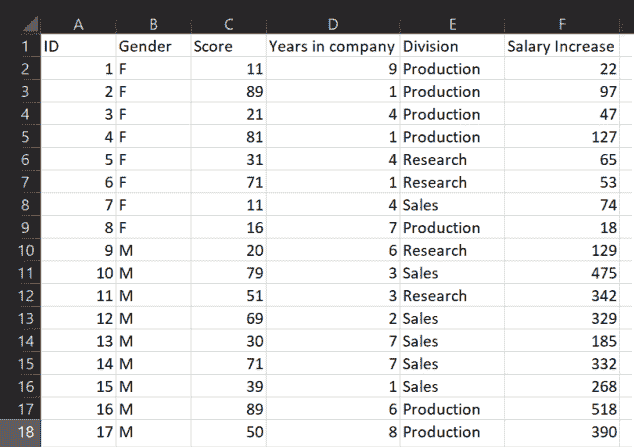 A B C D E F
1 ID Gender Score Years in company Division Salary Increase
2 1 F 11 9 Production 22
3 2 F 89 1 Production 97
4 3 F 21 4 Production 47
5 4 F 81 1 Production 127
6 5 F 31 4 Research 65
7 6 F 71 1 Research 53
8 7 F 11 4 Sales 74
9 8 F 16 7 Production 18
10 9 M 20 6 Research 129
11 10 M 79 3 Sales 475
12 11 M 51 3 Research 342
13 12 M 69 2 Sales 329
14 13 M 30 7 Sales 185
15 14 M 71 7 Sales 332
16 15 M 39 1 Sales 268
17 16 M 89 6 Production 518
18 17 M 50 8 Production 390